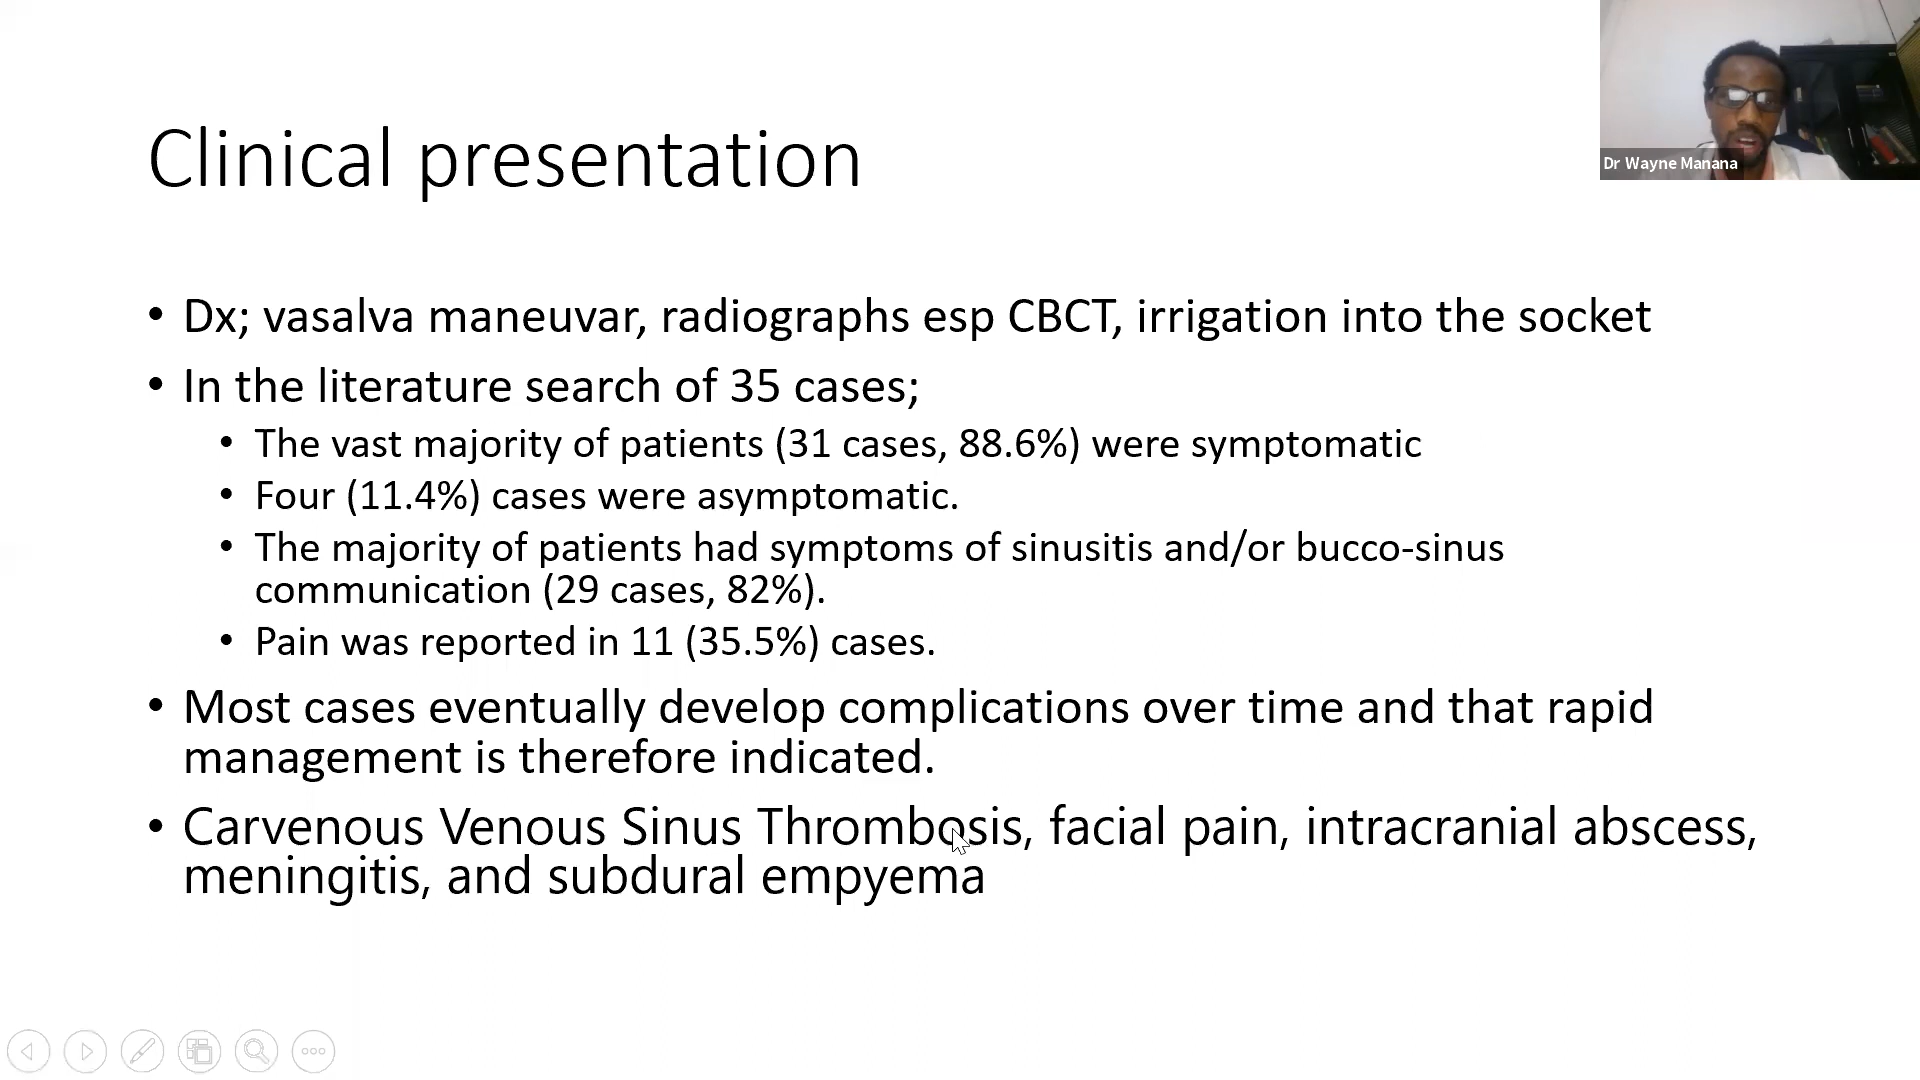 Clinical presentation
Dr Wayne Manana
• Dx; vasalva maneuvar, radiographs esp CBCT, irrigation into the socket
• In the literature search of 35 cases;
• The vast majority of patients (31 cases, 88.6%) were symptomatic
• Four (11.4%) cases were asymptomatic.
• The majority of patients had symptoms of sinusitis and/or bucco-sinus
communication (29 cases, 82%).
• Pain was reported in 11 (35.5%) cases.
• Most cases eventually develop complications over time and that rapid
management is therefore indicated.
• Carvenous Venous Sinus Thrombosis, facial pain, intracranial abscess,
meningitis, and subdural empyema